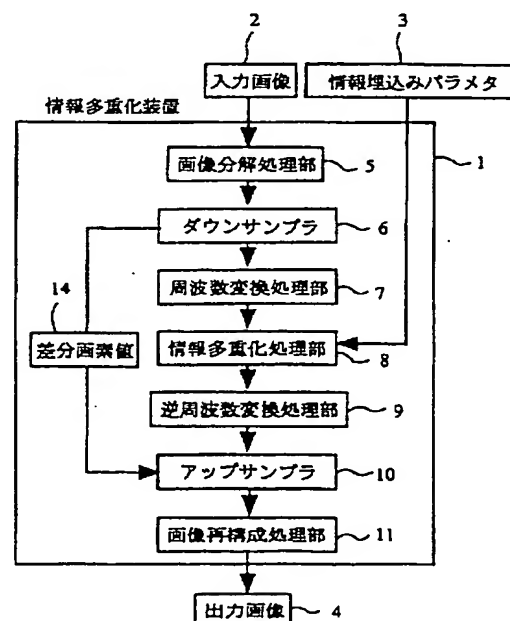 2
3
入力画像
情報埋込みパラメタ
情報多重化装置
1
画像分解処理部
5
ダウンサンプラ
6
周波数変換処理部
7
14
差分画素値
情報多重化処理部
8
逆周波数変換処理部
9
アップサンプラ
10
画像再構成処理部
11
出力画像
4